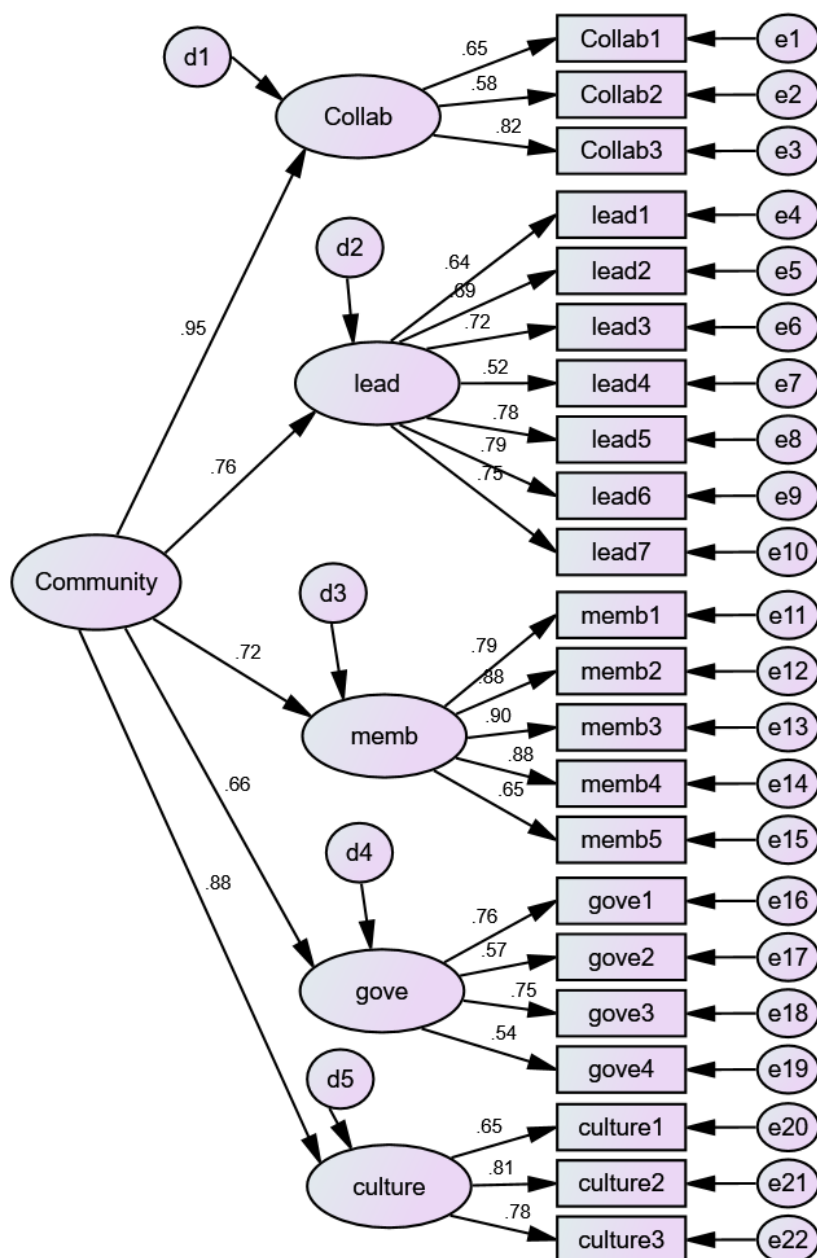 d1
.65
Collab1
e1
.58
Collab2
e2
Collab
.82
Collab3
e3
d2
.64
lead1
e4
.69
lead2
e5
.72
lead3
e6
.95
lead
.52
lead4
e7
.78
lead5
e8
.76
.79
lead6
e9
.75
lead7
e10
Community
d3
.79
memb1
e11
.72
.88
memb2
e12
memb
.90
memb3
e13
.88
memb4
e14
.65
memb5
e15
.66
.88
d4
.76
gove1
e16
.57
gove2
e17
gove
.75
gove3
e18
.54
gove4
e19
d5
.65
culture1
e20
culture
.81
culture2
e21
.78
culture3
e22